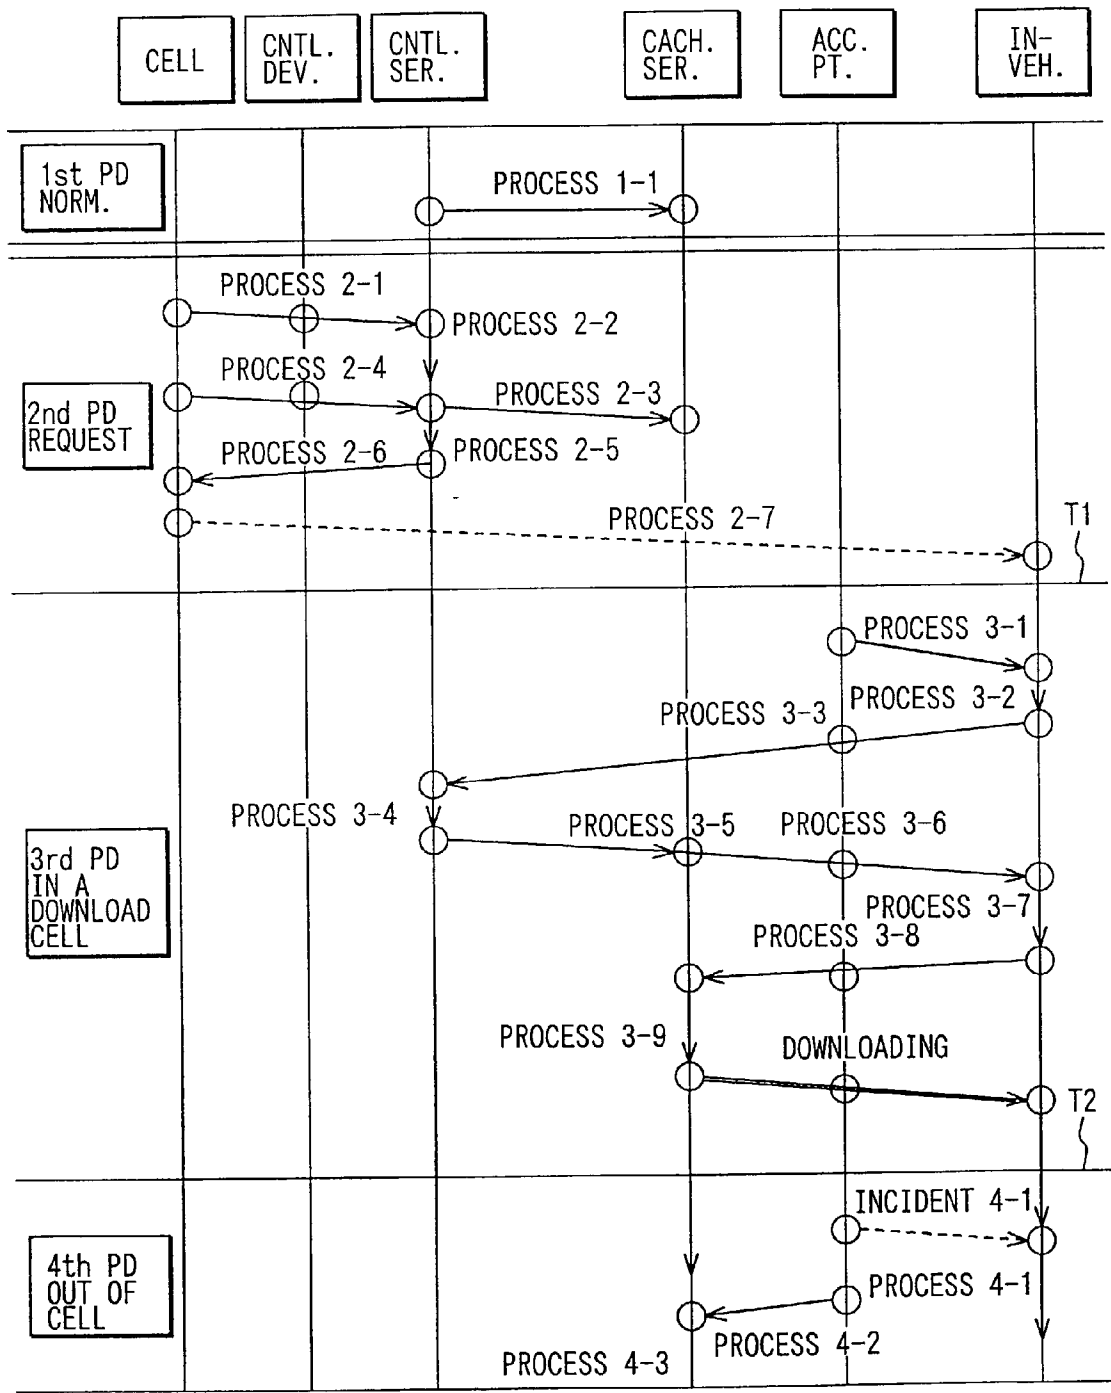 CELL
CNTL.
DEV.
CNTL.
SER.
CACH.
SER.
ACC.
PT.
IN-
VEH.
1st PD
NORM.
PROCESS 1-1
PROCESS 2-1
PROCESS 2-2
PROCESS 2-4
PROCESS 2-3
2nd PD
REQUEST
PROCESS 2-6
PROCESS 2-5
PROCESS 2-7
T1
PROCESS 3-1
PROCESS 3-2
PROCESS 3-3
PROCESS 3-4
PROCESS 3-5
PROCESS 3-6
3rd PD
IN A
DOWNLOAD
CELL
PROCESS 3-7
PROCESS 3-8
PROCESS 3-9
DOWNLOADING
T2
INCIDENT 4-1
4th PD
OUT OF
CELL
PROCESS 4-1
PROCESS 4-2
PROCESS 4-3